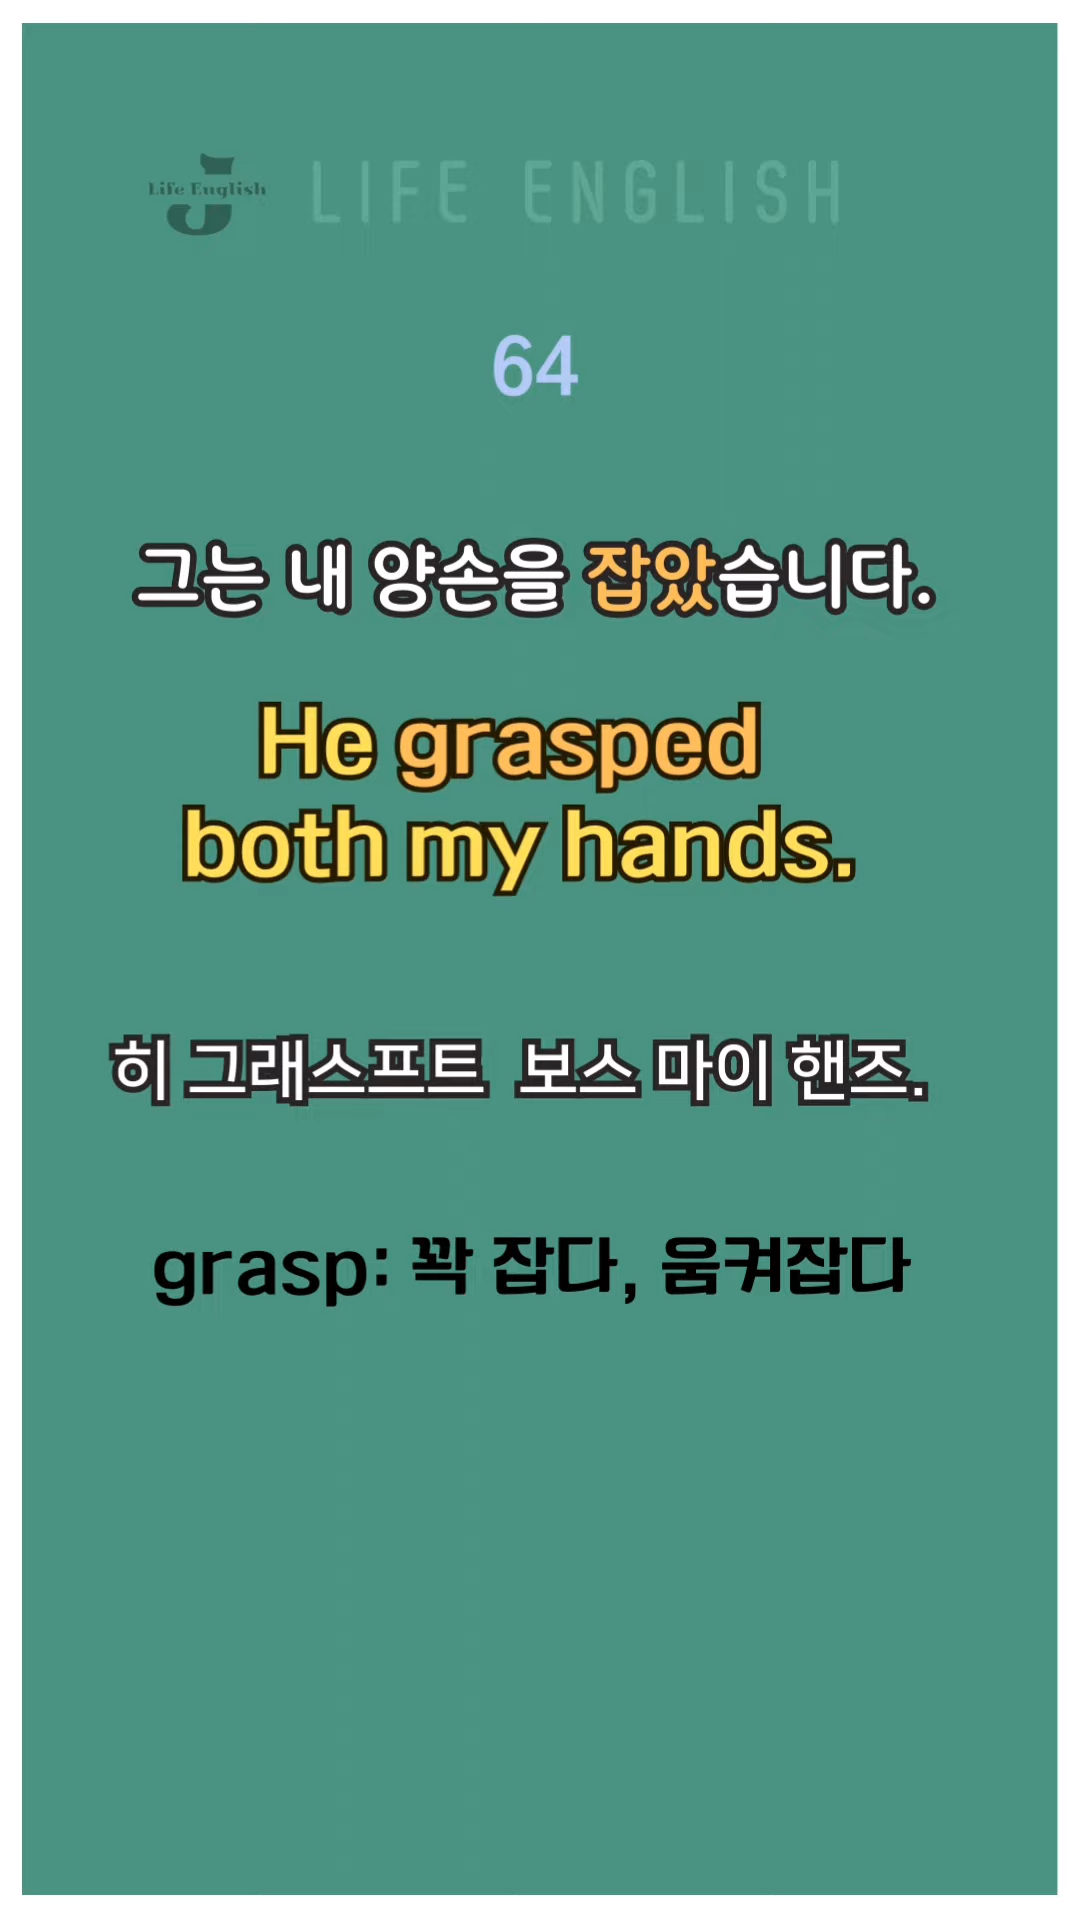 Life English
LIFE ENGLISH
64
그는 내 양손을 잡았습니다.
He grasped
both my hands.
히 그래스프트 보스 마이 핸즈.
grasp: 꽉 잡다, 움켜잡다